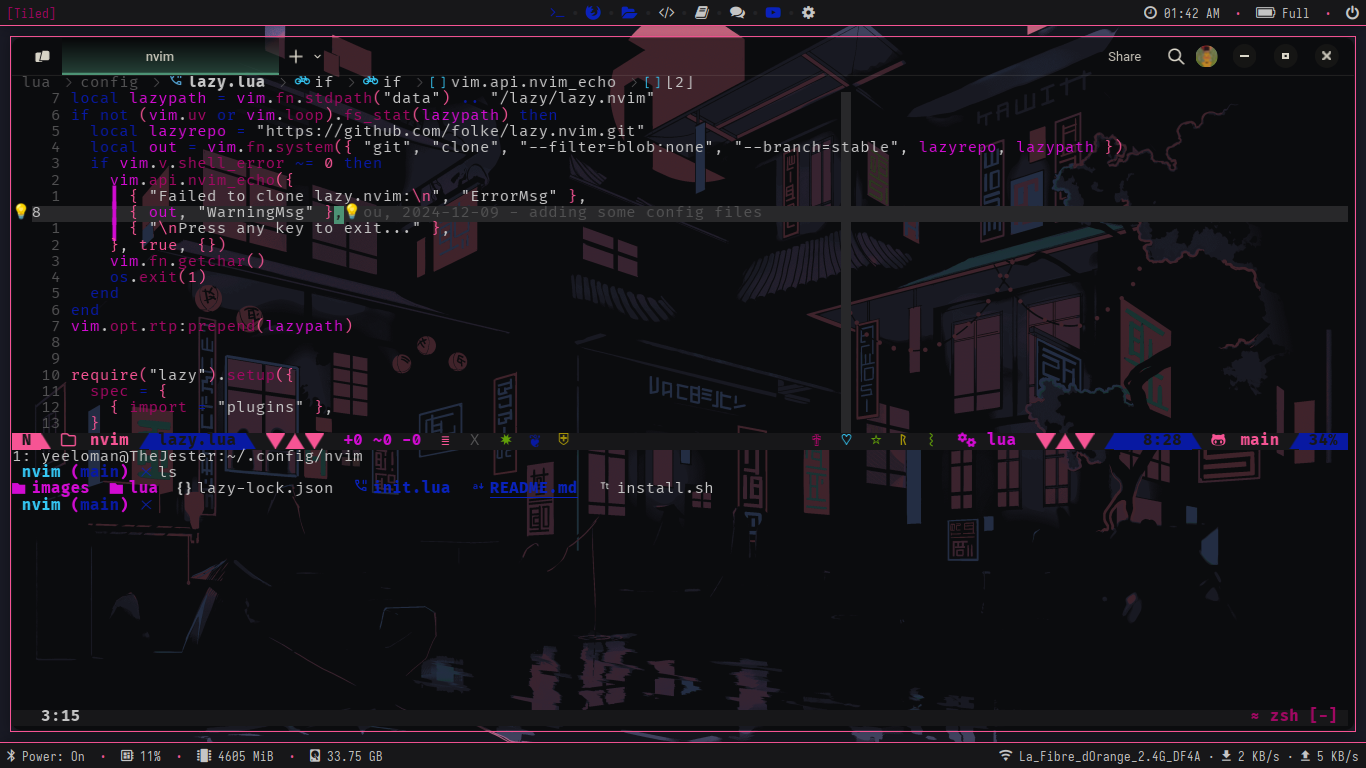 [Tiled] 01:42 AM · Full ·
nvim Share
lua > config > lazy.lua > if > if > []vim.api.nvim_echo > [][2]
7 local lazypath = vim.fn.stdpath("data") .. "/lazy/lazy.nvim"
6 if not (vim.uv or vim.loop).fs_stat(lazypath) then
5 local lazyrepo = "https://github.com/folke/lazy.nvim.git"
4 local out = vim.fn.system({ "git", "clone", "--filter=blob:none", "--branch=stable", lazyrepo, lazypath })
3 if vim.v.shell_error ~= 0 then
2 vim.api.nvim_echo({
1 { "Failed to clone lazy.nvim:\n", "ErrorMsg" },
8 { out, "WarningMsg" }, ou, 2024-12-09 - adding some config files
1 { "\nPress any key to exit..." },
2 }, true, {})
3 vim.fn.getchar()
4 os.exit(1)
5 end
6 end
7 vim.opt.rtp:prepend(lazypath)
8
9
10 require("lazy").setup({
11 spec = {
12 { import = "plugins" },
13 }
N nvim lazy.lua +0 ~0 -0 lua 8:28 main 34%
1: yeeloman@TheJester:~/.config/nvim
nvim (main) × ls
images lua {} lazy-lock.json init.lua README.md Tt install.sh
nvim (main) ×
3:15 ≈ zsh [-]
Power: On · 11% · 4605 MiB · 33.75 GB La_Fibre_dOrange_2.4G_DF4A · 2 KB/s · 5 KB/s